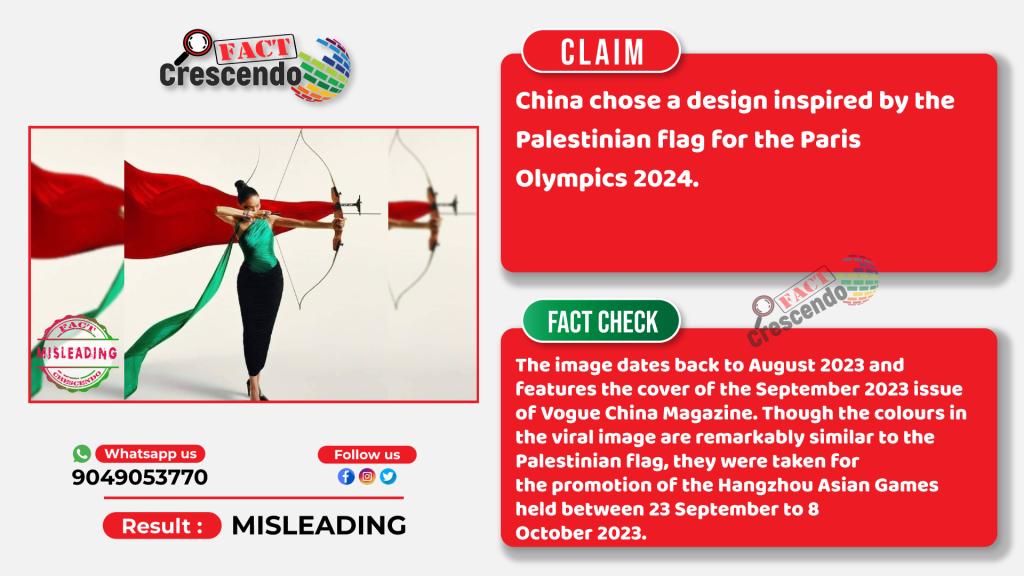 FACT
Crescendo
CLAIM
China chose a design inspired by the
Palestinian flag for the Paris
Olympics 2024.
FACT
MISLEADING
CRESCENDO
FACT
Crescendo
FACT CHECK
The image dates back to August 2023 and
features the cover of the September 2023 issue
of Vogue China Magazine. Though the colours in
the viral image are remarkably similar to the
Palestinian flag, they were taken for
the promotion of the Hangzhou Asian Games
held between 23 September to 8
October 2023.
Whatsapp us
9049053770
Follow us
Result :
MISLEADING